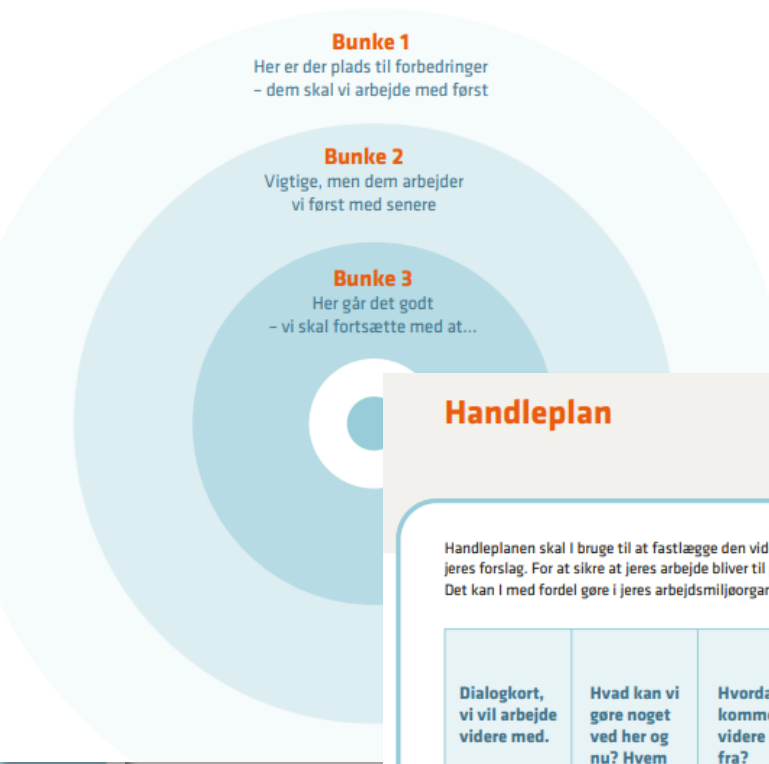 Bunke 1
Her er der plads til forbedringer
– dem skal vi arbejde med først
Bunke 2
Vigtige, men dem arbejder
vi først med senere
Bunke 3
Her går det godt
– vi skal fortsætte med at...
Handleplan
Handleplanen skal I bruge til at fastlægge den vid
jeres forslag. For at sikre at jeres arbejde bliver til
Det kan I med fordel gøre i jeres arbejdsmiljøorgan
Dialogkort,
vi vil arbejde
videre med.
Hvad kan vi
gøre noget
ved her og
nu? Hvem
Hvorda
komme
videre
fra?